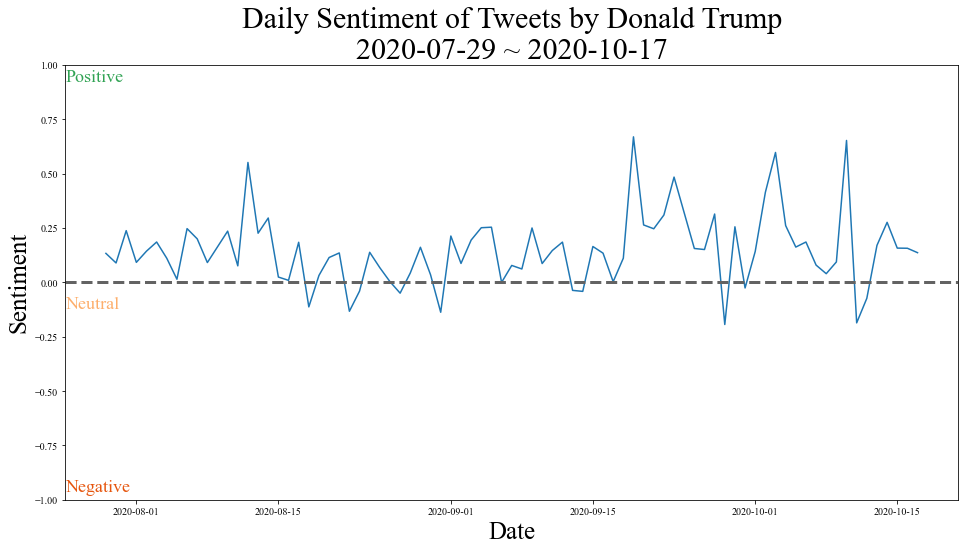 Daily Sentiment of Tweets by Donald Trump
2020-07-29 ~ 2020-10-17
1.00
Positive
0.75
0.50
0.25
0.00
Neutral
Sentiment
−0.25
−0.50
−0.75
Negative
−1.00
2020-08-01
2020-08-15
2020-09-01
2020-09-15
2020-10-01
2020-10-15
Date